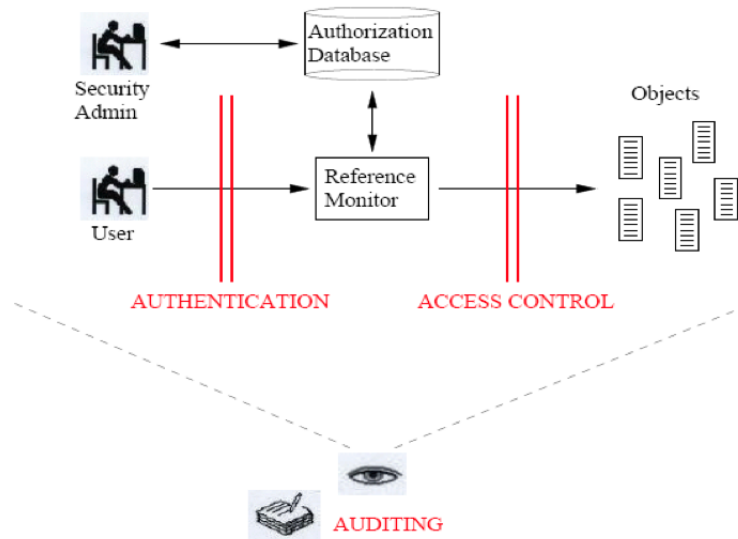 Authorization
Database
Security
Admin
Objects
Reference
Monitor
User
AUTHENTICATION
ACCESS CONTROL
AUDITING